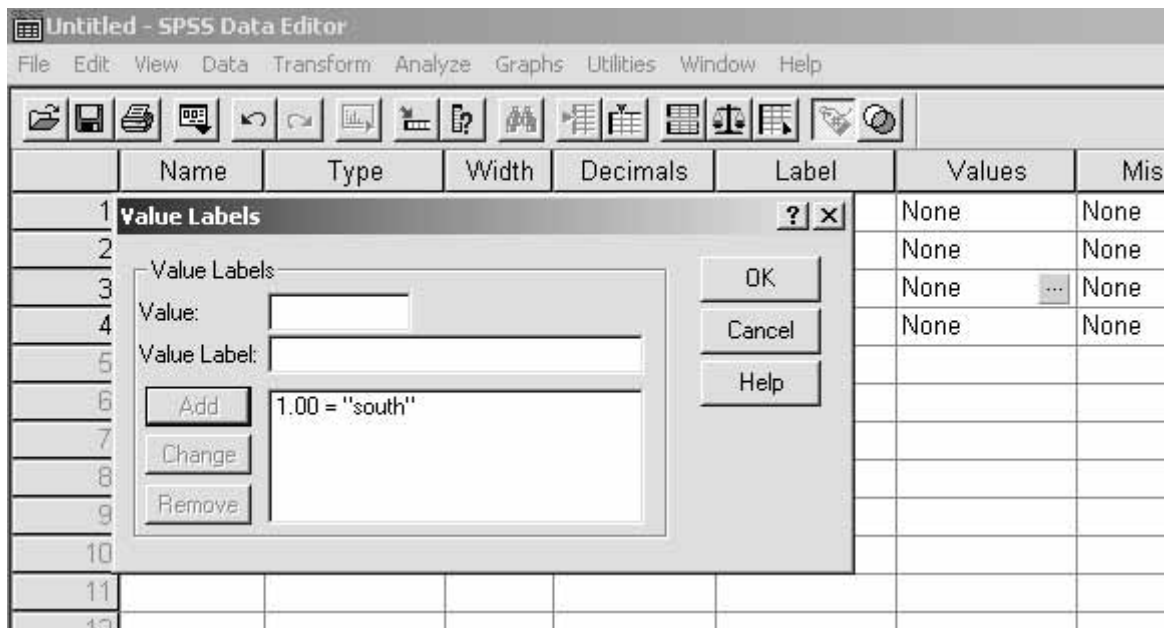 Untitled - SPSS Data Editor
File Edit View Data Transform Analyze Graphs Utilities Window Help
Name Type Width Decimals Label Values Mis
1 Value Labels None None
2 Value Labels None None
3 Value: None ... None
4 Value Label: None None
5
6 Add 1.00 = "south"
7 Change
8
9 Remove
10
11
12
OK
Cancel
Help